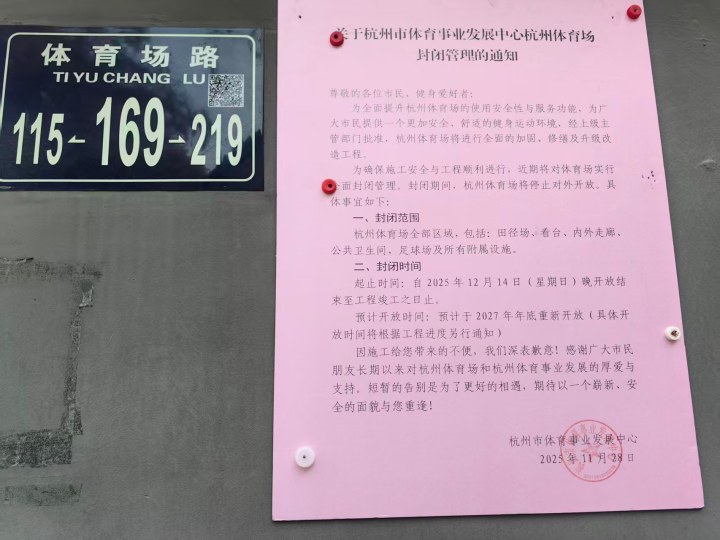 体育场路
TI YU CHANG LU
115 169 219
关于杭州市体育事业发展中心杭州体育场
封闭管理的通知
尊敬的各位市民、健身爱好者：
为全面提升杭州体育场的使用安全性与服务功能，为广
大市民提供一个更加安全、舒适的健身运动环境，经上级主
管部门批准，杭州体育场将进行全面的加固、修缮及升级改
造工程。
为确保施工安全与工程顺利进行，近期将对体育场实行
全面封闭管理。封闭期间，杭州体育场将停止对外开放。具
体事宜如下：
一、封闭范围
杭州体育场全部区域，包括：田径场、看台、内外走廊、
公共卫生间、足球场及所有附属设施。
二、封闭时间
起止时间：自 2025 年 12 月 14 日（星期日）晚开放结
束至工程竣工之日止。
预计开放时间：预计于 2027 年年底重新开放（具体开
放时间将根据工程进度另行通知）
因施工给您带来的不便，我们深表歉意！感谢广大市民
朋友长期以来对杭州体育场和杭州体育事业发展的厚爱与
支持。短暂的告别是为了更好的相遇，期待以一个崭新、安
全的面貌与您重逢！
杭州市体育事业发展中心
2025 年 11 月 28 日